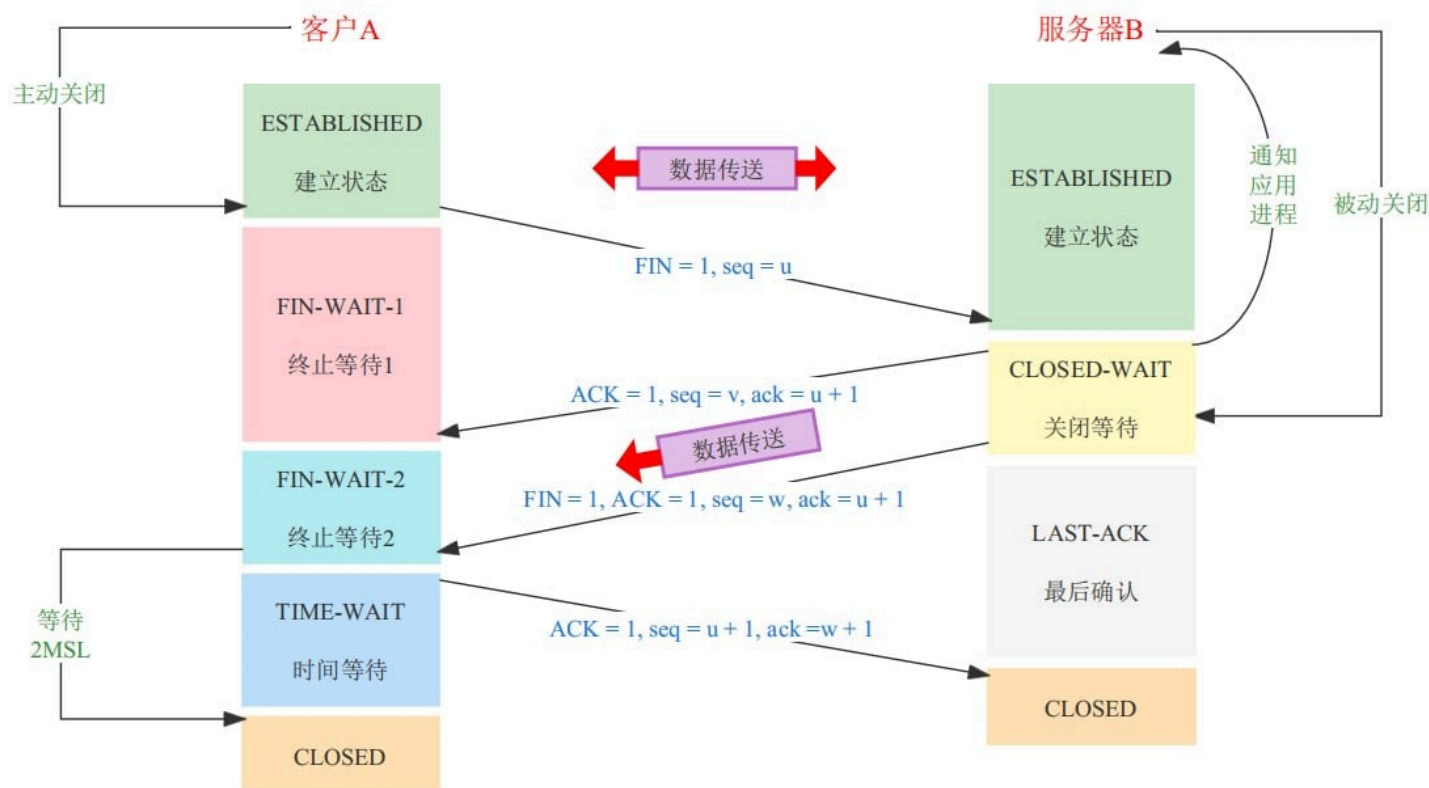 客户A
服务器B
主动关闭
ESTABLISHED
建立状态
数据传送
ESTABLISHED
建立状态
通知
应用
进程
被动关闭
FIN = 1, seq = u
FIN-WAIT-1
终止等待1
CLOSED-WAIT
关闭等待
ACK = 1, seq = v, ack = u + 1
数据传送
FIN-WAIT-2
终止等待2
FIN = 1, ACK = 1, seq = w, ack = u + 1
LAST-ACK
最后确认
等待
2MSL
TIME-WAIT
时间等待
ACK = 1, seq = u + 1, ack =w + 1
CLOSED
CLOSED